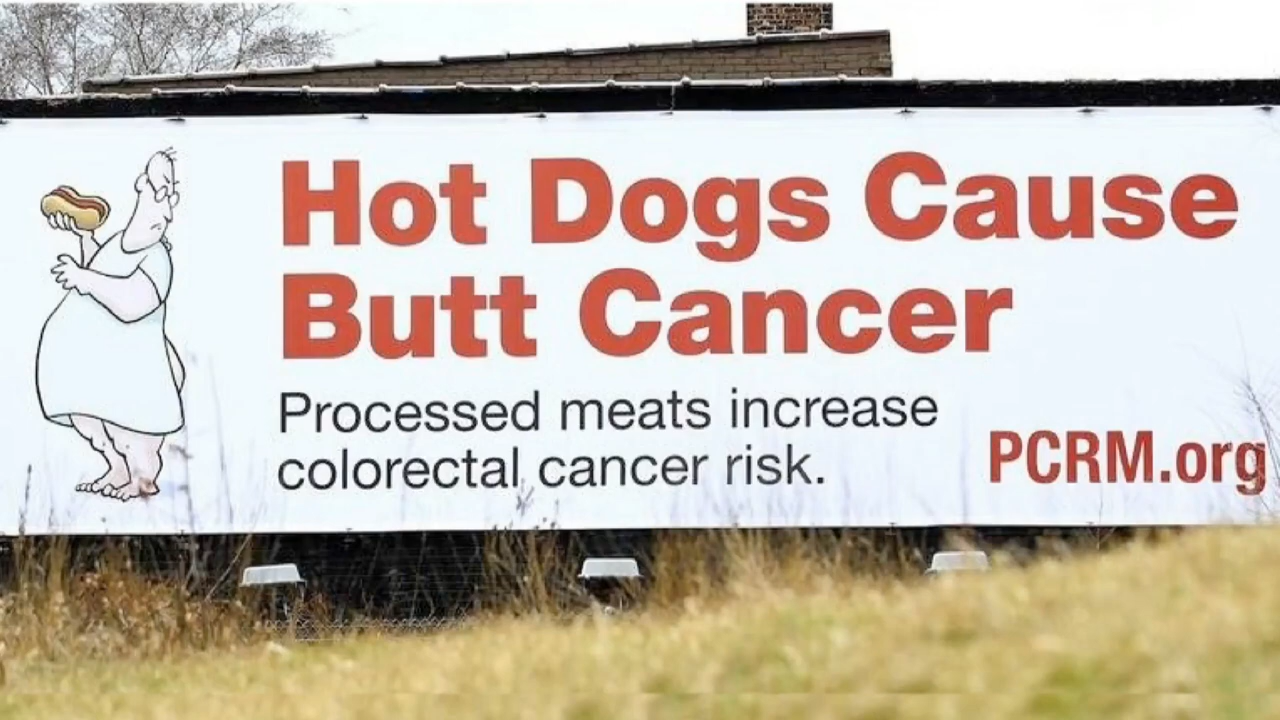 Hot Dogs Cause
Butt Cancer
Processed meats increase
colorectal cancer risk.
PCRM.org